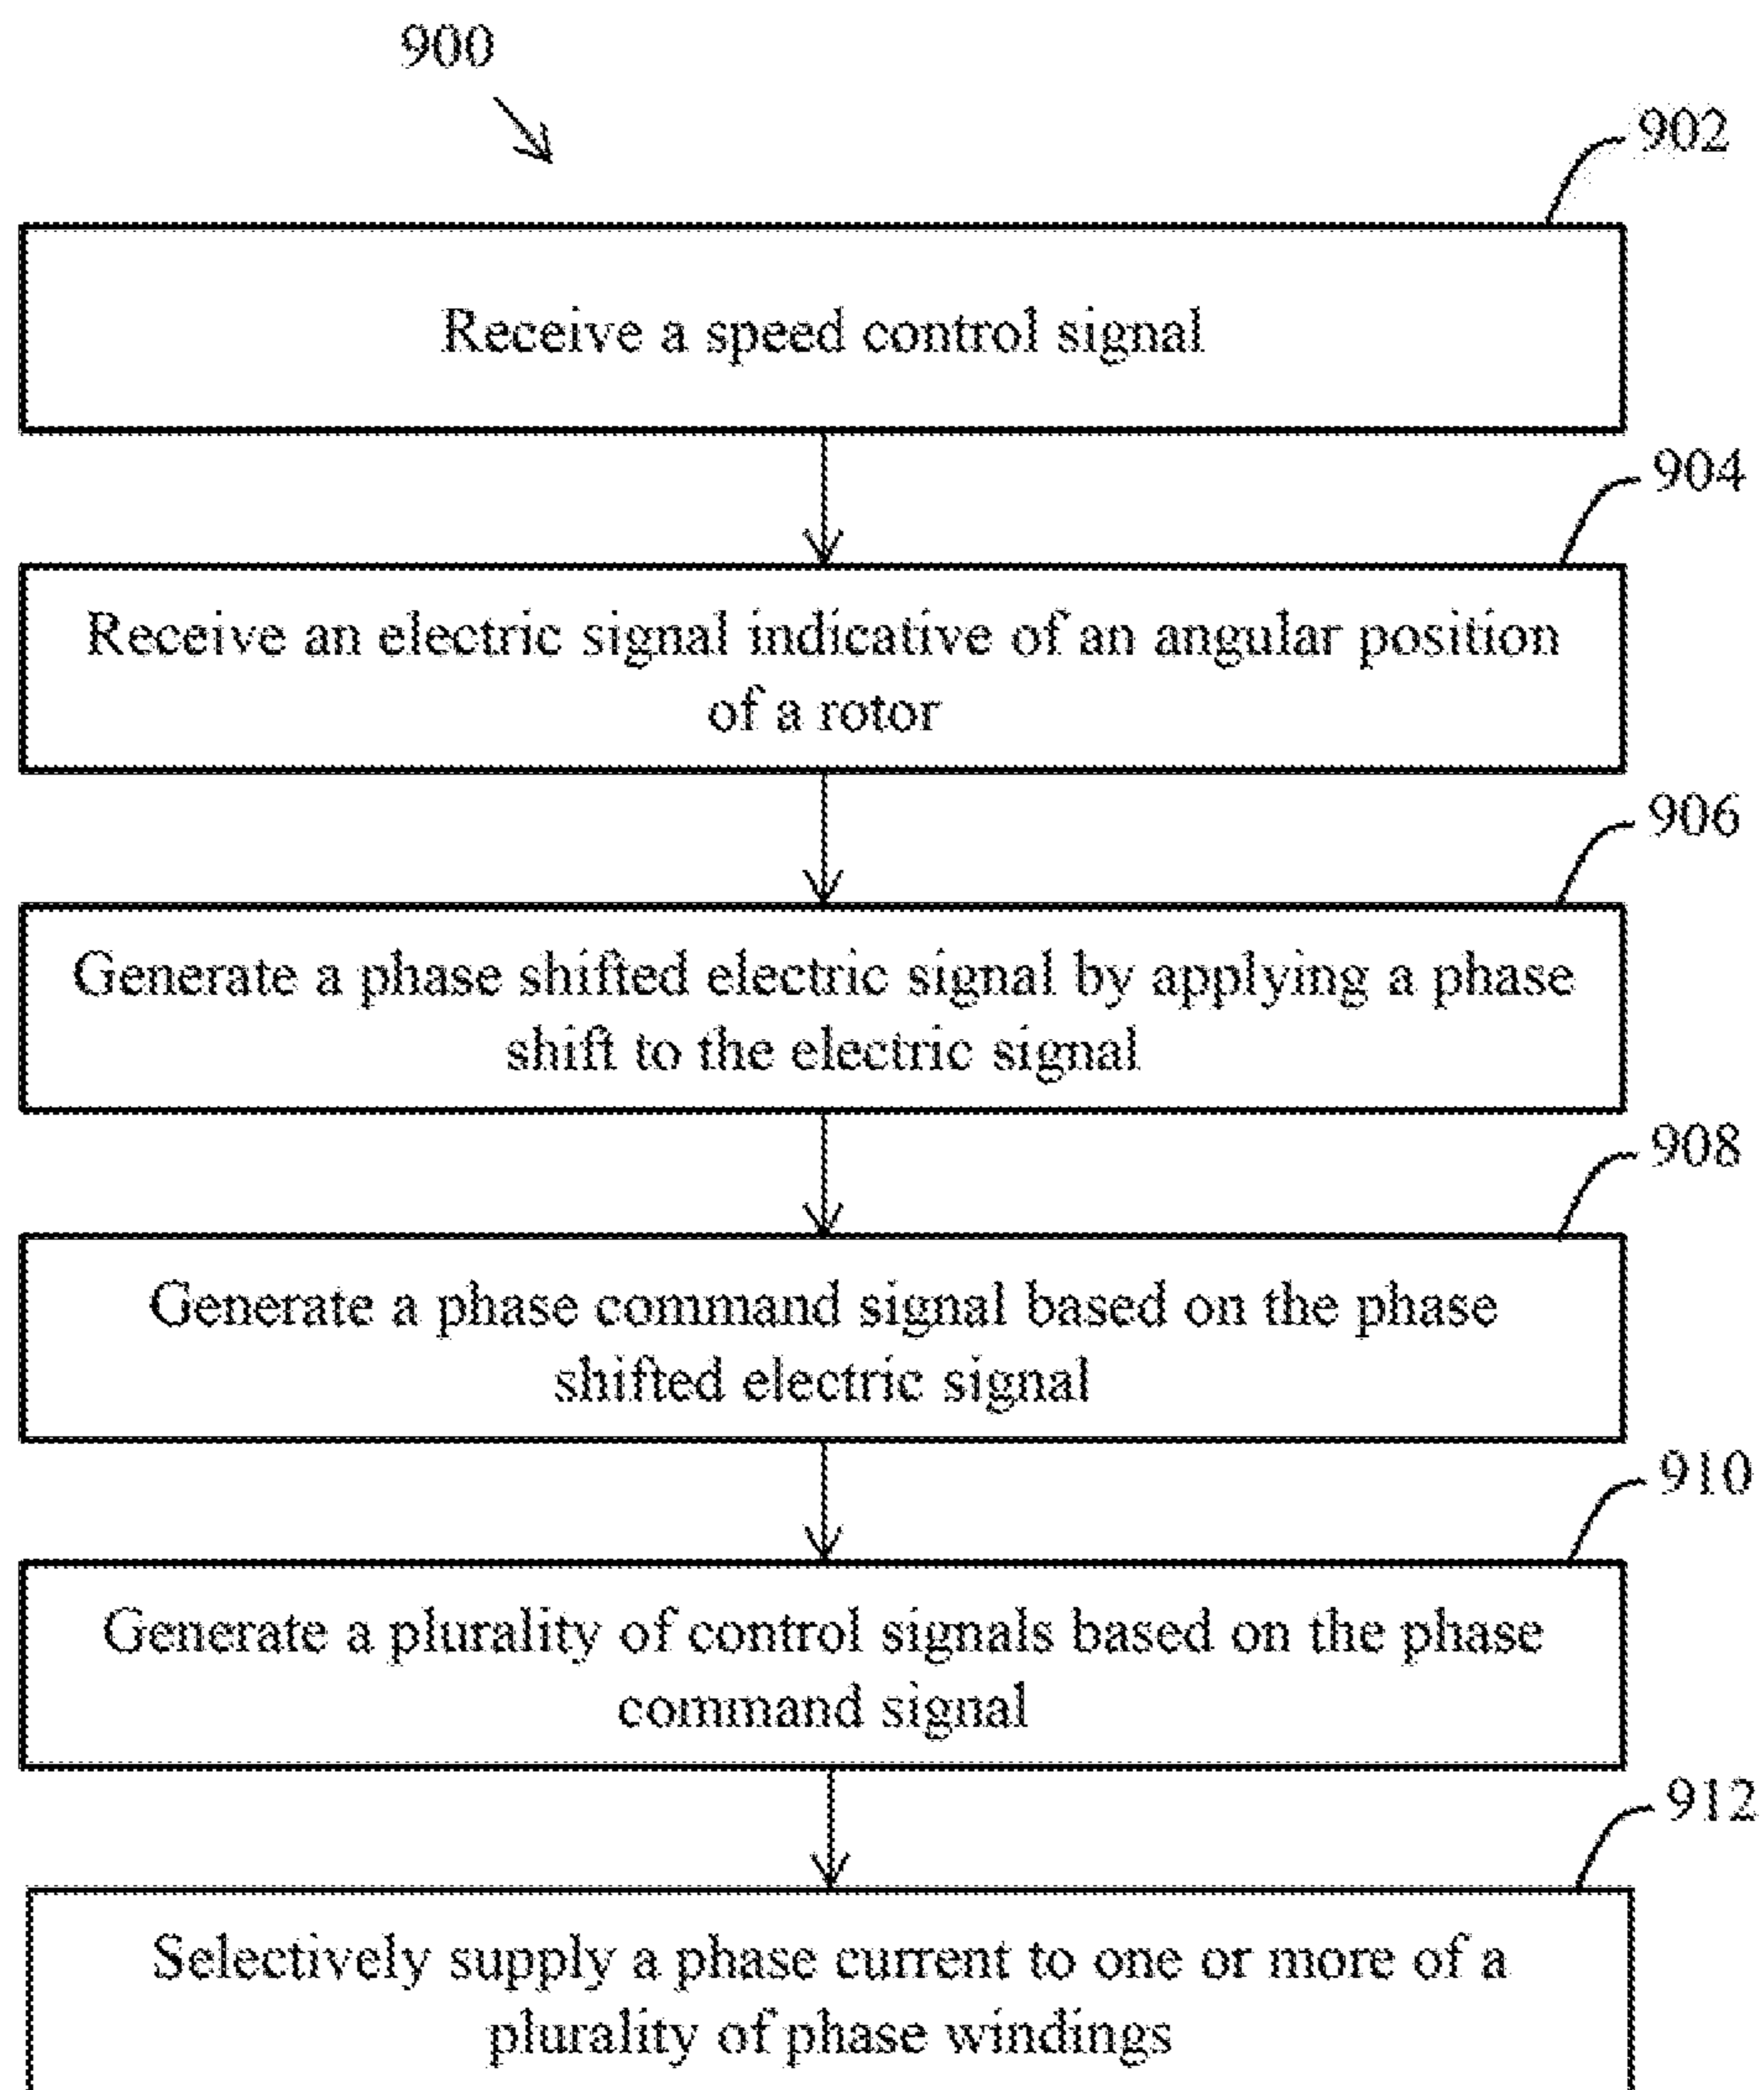 900
902
Receive a speed control signal
904
Receive an electric signal indicative of an angular position
of a rotor
906
Generate a phase shifted electric signal by applying a phase
shift to the electric signal
908
Generate a phase command signal based on the phase
shifted electric signal
910
Generate a plurality of control signals based on the phase
command signal
912
Selectively supply a phase current to one or more of a
plurality of phase windings